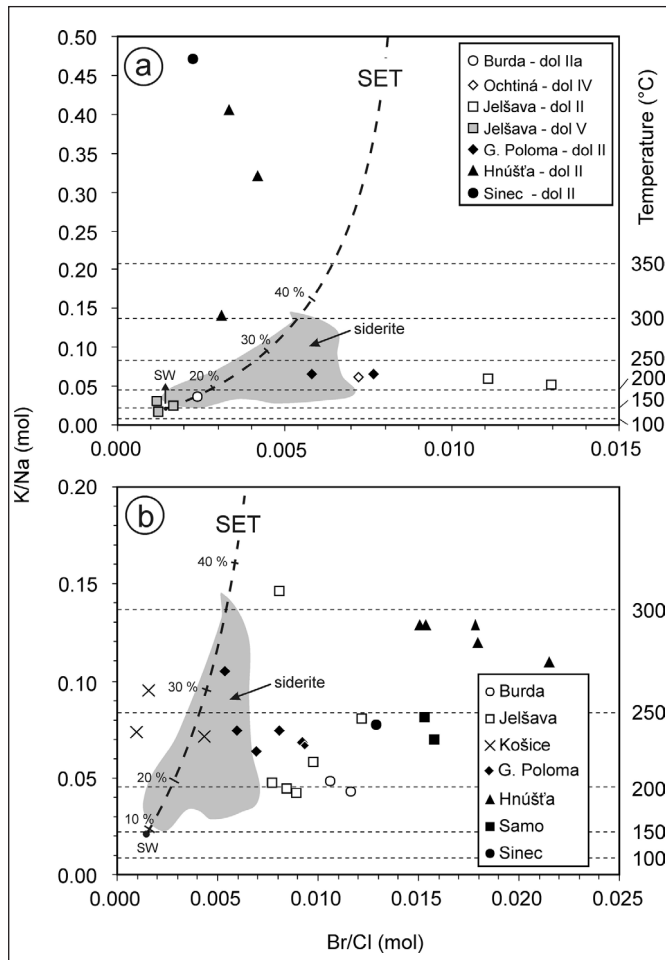 a
SET
Burda - dol IIa
Ochtiná - dol IV
Jelšava - dol II
Jelšava - dol V
G. Poloma - dol II
Hnúšťa - dol II
Sinec - dol II
0.50
0.45
0.40
0.35
0.30
0.25
0.20
0.15
0.10
0.05
0.00
40 %
30 %
20 %
SW
siderite
350
300
250
200
150
100
0.000
0.005
0.010
0.015
Temperature (°C)
K/Na (mol)
b
SET
0.20
0.15
0.10
0.05
0.00
40 %
30 %
20 %
10 %
SW
siderite
Burda
Jelšava
Košice
G. Poloma
Hnúšťa
Samo
Sinec
300
250
200
150
100
0.000
0.005
0.010
0.015
0.020
0.025
Br/Cl (mol)